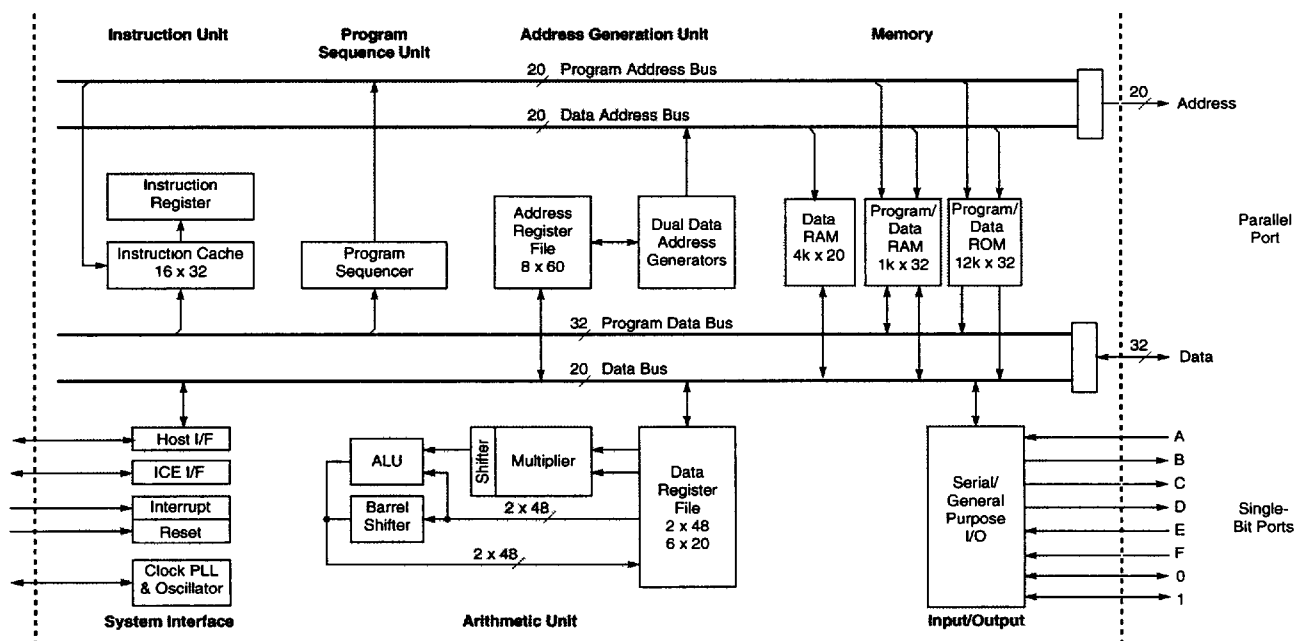 Instruction Unit
Program
Sequence Unit
Address Generation Unit
Memory
20 Program Address Bus
20 Address
20 Data Address Bus
Instruction
Register
Instruction Cache
16 x 32
Program
Sequencer
Address
Register
File
8 x 60
Dual Data
Address
Generators
Data
RAM
4k x 20
Program/
Data
RAM
1k x 32
Program/
Data
ROM
12k x 32
Parallel
Port
32 Program Data Bus
32 Data
20 Data Bus
Host I/F
ICE I/F
Interrupt
Reset
Clock PLL
& Oscillator
System Interface
ALU
Shifter
Multiplier
Barrel
Shifter
2 x 48
2 x 48
Data
Register
File
2 x 48
6 x 20
Arithmetic Unit
Serial/
General
Purpose
I/O
Input/Output
A
B
C
D
E
F
0
1
Single-
Bit Ports